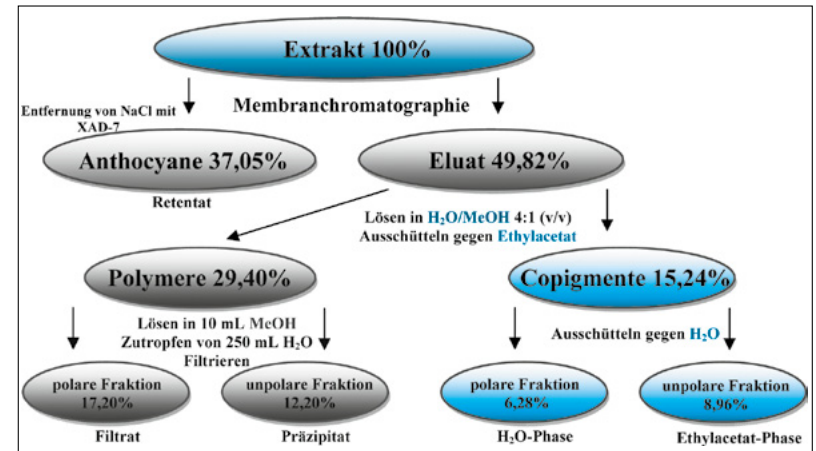 Extrakt 100%
Entfernung von NaCl mit
XAD-7
Membranchromatographie
Anthocyane 37,05%
Eluat 49,82%
Retentat
Lösen in H₂O/MeOH 4:1 (v/v)
Ausschütteln gegen Ethylacetat
Polymere 29,40%
Copigmente 15,24%
Lösen in 10 mL MeOH
Zutropfen von 250 mL H₂O
Filtrieren
Ausschütteln gegen H₂O
polare Fraktion
17,20%
unpolare Fraktion
12,20%
polare Fraktion
6,28%
unpolare Fraktion
8,96%
Filtrat
Präzipitat
H₂O-Phase
Ethylacetat-Phase